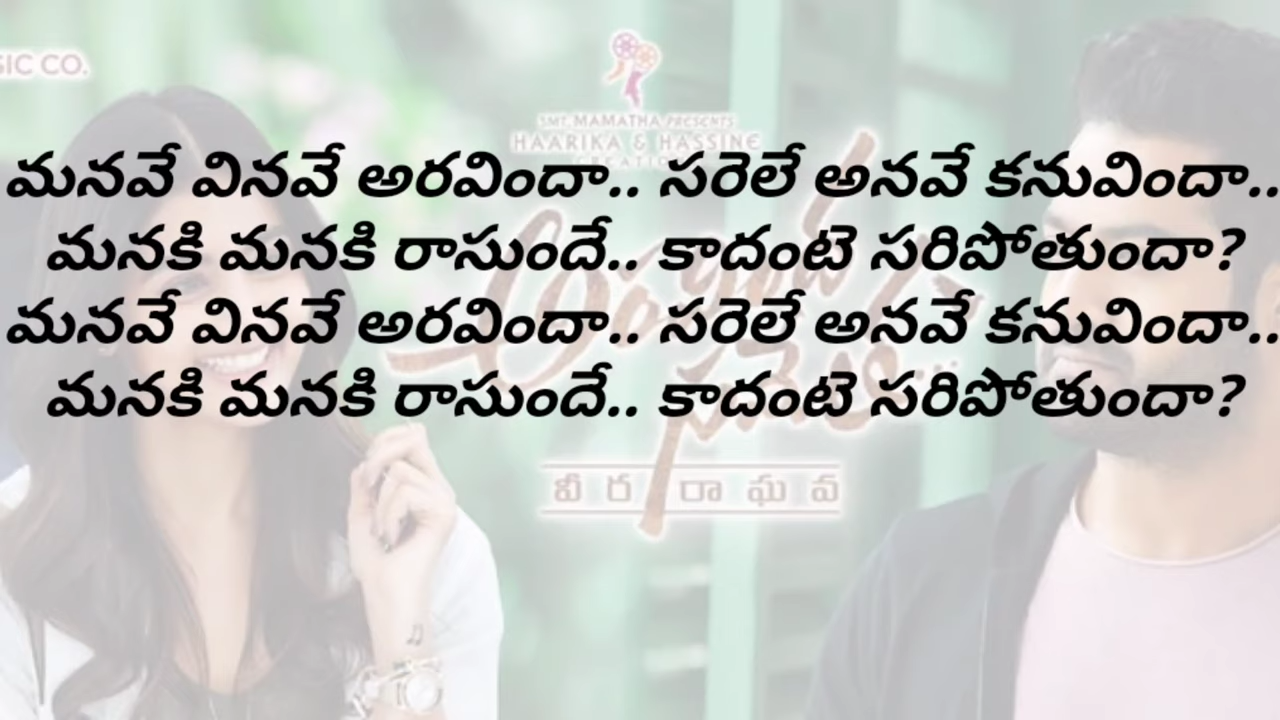 SIC CO.
SMT. MAMATHA PRESENTS
HAARIKA & HASSINE
CREATIONS
మనవే వినవే అరవిందా.. సరెలే అనవే కనువిందా..
మనకి మనకి రాసుందే.. కాదంటె సరిపోతుందా?
మనవే వినవే అరవిందా.. సరెలే అనవే కనువిందా..
మనకి మనకి రాసుందే.. కాదంటె సరిపోతుందా?
వీర రాఘవ